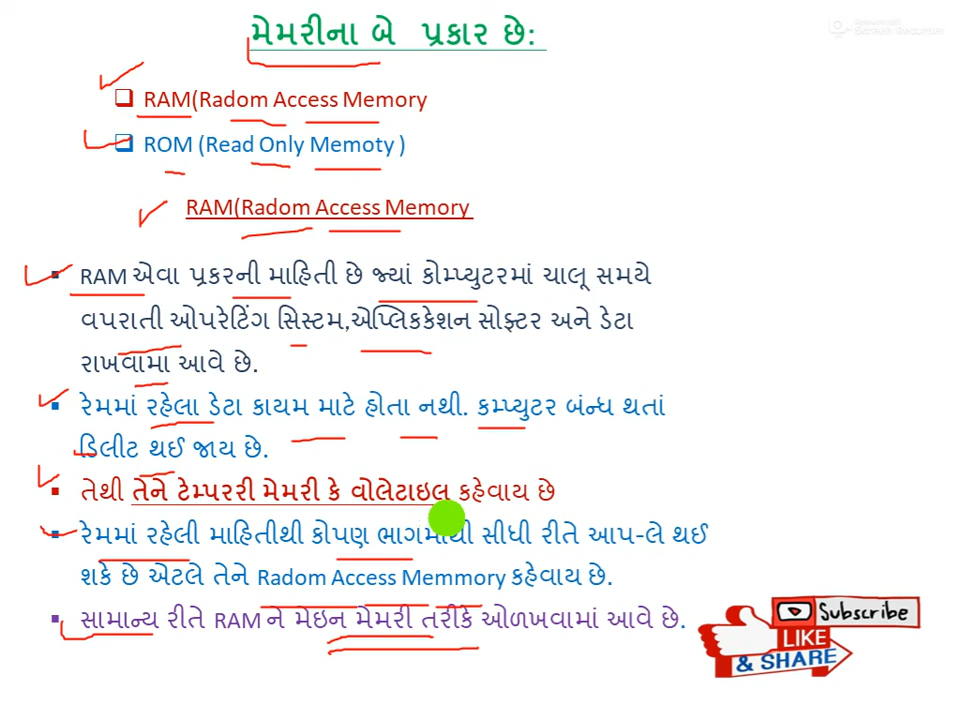 મેમરીના બે પ્રકાર છે:
Screen Recorder
RAM(Radom Access Memory
ROM (Read Only Memoty )
RAM(Radom Access Memory
RAM એવા પ્રકરની માહિતી છે જ્યાં કોમ્પ્યુટરમાં ચાલૂ સમયે
વપરાતી ઓપરેટિંગ સિસ્ટમ,એપ્લિકકેશન સોફ્ટર અને ડેટા
રાખવામા આવે છે.
રેમમાં રહેલા ડેટા કાયમ માટે હોતા નથી. કમ્પ્યુટર બંન્ધ થતાં
ડિલીટ થઈ જાય છે.
તેથી તેને ટેમ્પરરી મેમરી કે વોલેટાઇલ કહેવાય છે
રેમમાં રહેલી માહિતીથી કોપણ ભાગમાથી સીધી રીતે આપ-લે થઈ
શકે છે એટલે તેને Radom Access Memmory કહેવાય છે.
સામાન્ય રીતે RAM ને મેઇન મેમરી તરીકે ઓળખવામાં આવે છે.
Subscribe
LIKE
& SHARE